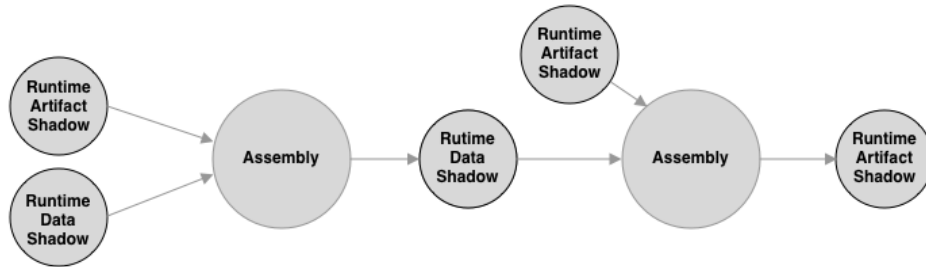 Runtime
Artifact
Shadow
Runtime
Data
Shadow
Assembly
Rutime
Data
Shadow
Runtime
Artifact
Shadow
Assembly
Runtime
Artifact
Shadow